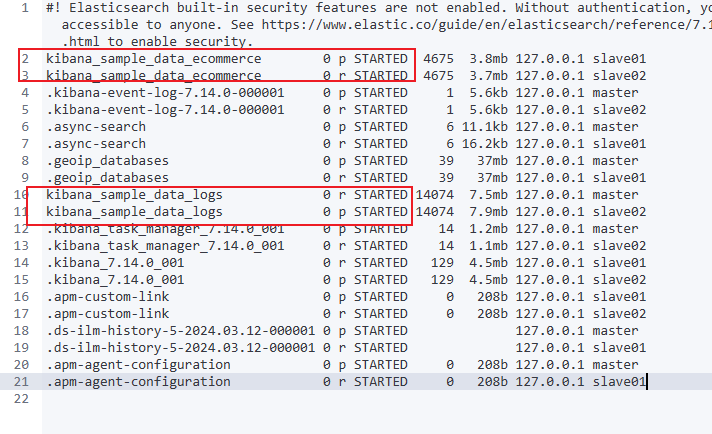 1 #! Elasticsearch built-in security features are not enabled. Without authentication, yo
accessible to anyone. See https://www.elastic.co/guide/en/elasticsearch/reference/7.1
.html to enable security.
2 kibana_sample_data_ecommerce 0 p STARTED 4675 3.8mb 127.0.0.1 slave01
3 kibana_sample_data_ecommerce 0 r STARTED 4675 3.7mb 127.0.0.1 slave02
4 .kibana-event-log-7.14.0-000001 0 p STARTED 1 5.6kb 127.0.0.1 master
5 .kibana-event-log-7.14.0-000001 0 r STARTED 1 5.6kb 127.0.0.1 slave02
6 .async-search 0 p STARTED 6 11.1kb 127.0.0.1 master
7 .async-search 0 r STARTED 6 16.2kb 127.0.0.1 slave01
8 .geoip_databases 0 p STARTED 39 37mb 127.0.0.1 master
9 .geoip_databases 0 r STARTED 39 37mb 127.0.0.1 slave01
10 kibana_sample_data_logs 0 r STARTED 14074 7.5mb 127.0.0.1 master
11 kibana_sample_data_logs 0 p STARTED 14074 7.9mb 127.0.0.1 slave02
12 .kibana_task_manager_7.14.0_001 0 p STARTED 14 1.2mb 127.0.0.1 master
13 .kibana_task_manager_7.14.0_001 0 r STARTED 14 1.1mb 127.0.0.1 slave02
14 .kibana_7.14.0_001 0 r STARTED 129 4.5mb 127.0.0.1 slave01
15 .kibana_7.14.0_001 0 p STARTED 129 4.5mb 127.0.0.1 slave02
16 .apm-custom-link 0 p STARTED 0 208b 127.0.0.1 slave01
17 .apm-custom-link 0 r STARTED 0 208b 127.0.0.1 slave02
18 .ds-ilm-history-5-2024.03.12-000001 0 p STARTED 127.0.0.1 master
19 .ds-ilm-history-5-2024.03.12-000001 0 r STARTED 127.0.0.1 slave01
20 .apm-agent-configuration 0 p STARTED 0 208b 127.0.0.1 master
21 .apm-agent-configuration 0 r STARTED 0 208b 127.0.0.1 slave01
22